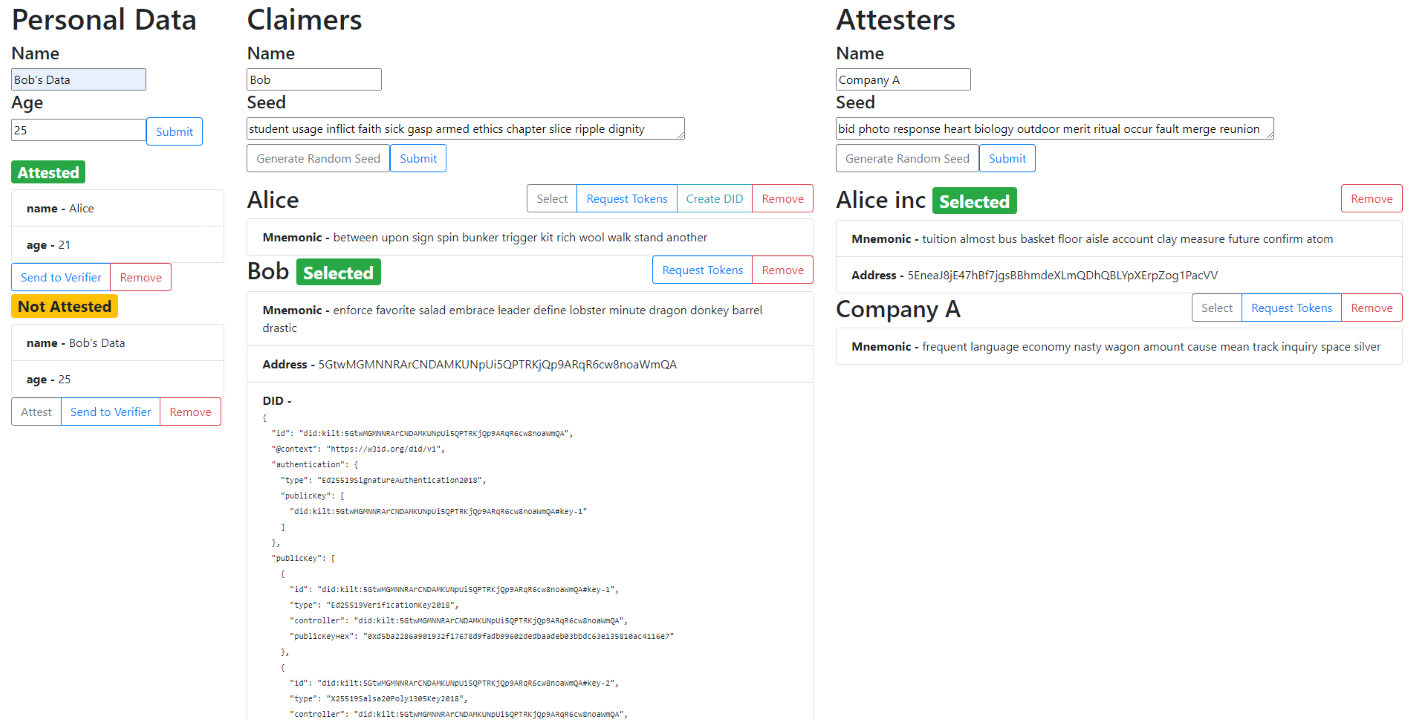 Personal Data
Name
Bob's Data
Age
25
Submit
Attested
name - Alice
age - 21
Send to Verifier
Remove
Not Attested
name - Bob's Data
age - 25
Attest
Send to Verifier
Remove
Claimers
Name
Bob
Seed
student usage inflict faith sick gasp armed ethics chapter slice ripple dignity
Generate Random Seed
Submit
Alice
Select
Request Tokens
Create DID
Remove
Mnemonic - between upon sign spin bunker trigger kit rich wool walk stand another
Bob Selected
Request Tokens
Remove
Mnemonic - enforce favorite salad embrace leader define lobster minute dragon donkey barrel
drastic
Address - 5GtwMGMNNRArCNDAMKUNpUi5QPTRKjQp9ARqR6cw8noaWmQA
DID -
{
"id": "did:kilt:5GtwMGMNNRArCNDAMKUNpUi5QPTRKjQp9ARqR6cw8noaWmQA",
"@context": "https://w3id.org/did/v1",
"authentication": {
"type": "Ed25519SignatureAuthentication2018",
"publicKey": [
"did:kilt:5GtwMGMNNRArCNDAMKUNpUi5QPTRKjQp9ARqR6cw8noaWmQA#key-1"
]
},
"publicKey": [
{
"id": "did:kilt:5GtwMGMNNRArCNDAMKUNpUi5QPTRKjQp9ARqR6cw8noaWmQA#key-1",
"type": "Ed25519VerificationKey2018",
"controller": "did:kilt:5GtwMGMNNRArCNDAMKUNpUi5QPTRKjQp9ARqR6cw8noaWmQA",
"publicKeyHex": "0xd5ba2286a901932f17678d9fadb99602dedbaadeb03bbdc63e135810ac4116e7"
},
{
"id": "did:kilt:5GtwMGMNNRArCNDAMKUNpUi5QPTRKjQp9ARqR6cw8noaWmQA#key-2",
"type": "X25519Salsa20Poly1305Key2018",
"controller": "did:kilt:5GtwMGMNNRArCNDAMKUNpUi5QPTRKjQp9ARqR6cw8noaWmQA",
Attesters
Name
Company A
Seed
bid photo response heart biology outdoor merit ritual occur fault merge reunion
Generate Random Seed
Submit
Alice inc Selected
Remove
Mnemonic - tuition almost bus basket floor aisle account clay measure future confirm atom
Address - 5EneaJ8jE47hBf7jgsBBhmdeXLmQDhQBLYpXErpZog1PacVV
Company A
Select
Request Tokens
Remove
Mnemonic - frequent language economy nasty wagon amount cause mean track inquiry space silver